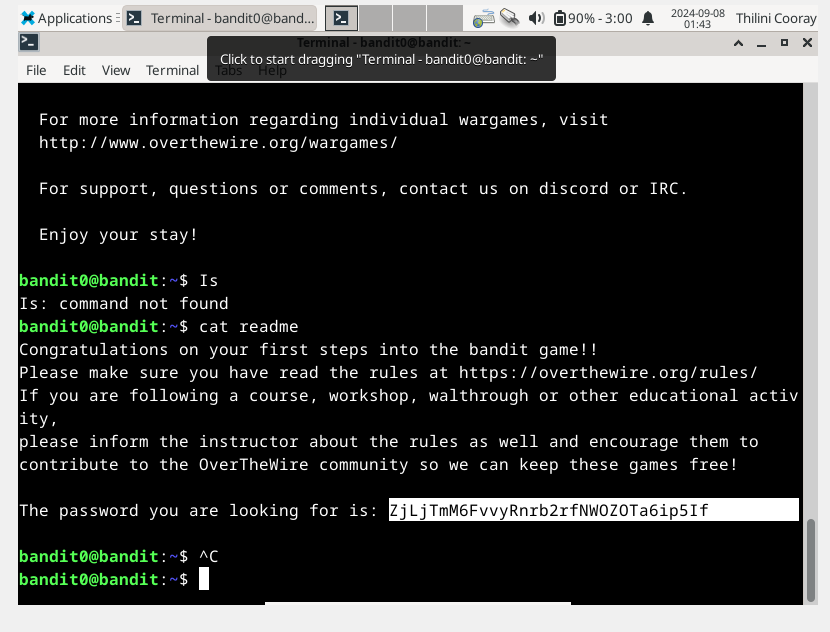 Applications
Terminal - bandit0@band...
90% - 3:00
2024-09-08
01:43
Thilini Cooray
Terminal - bandit0@bandit: ~
File Edit View Terminal Tabs Help
Click to start dragging "Terminal - bandit0@bandit: ~"
For more information regarding individual wargames, visit
http://www.overthewire.org/wargames/
For support, questions or comments, contact us on discord or IRC.
Enjoy your stay!
bandit0@bandit:~$ Is
Is: command not found
bandit0@bandit:~$ cat readme
Congratulations on your first steps into the bandit game!!
Please make sure you have read the rules at https://overthewire.org/rules/
If you are following a course, workshop, walthrough or other educational activ
ity,
please inform the instructor about the rules as well and encourage them to
contribute to the OverTheWire community so we can keep these games free!
The password you are looking for is: ZjLjTmM6FvvyRnrb2rfNWOZOTa6ip5If
bandit0@bandit:~$ ^C
bandit0@bandit:~$